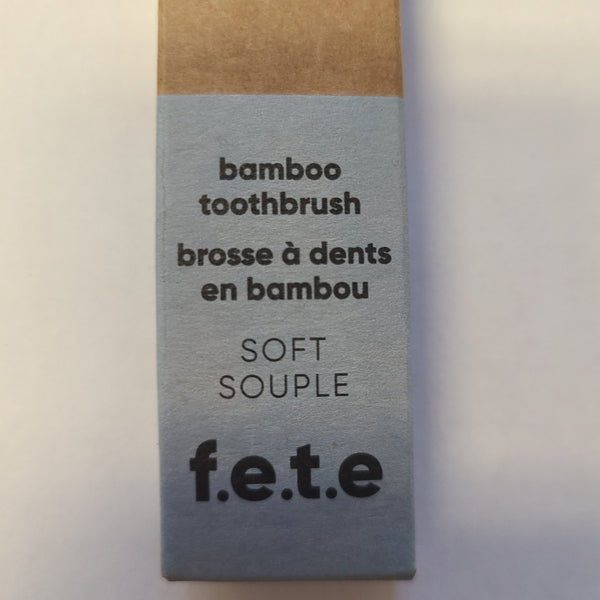 bamboo
toothbrush
brosse à dents
en bambou
SOFT
SOUPLE
f.e.t.e